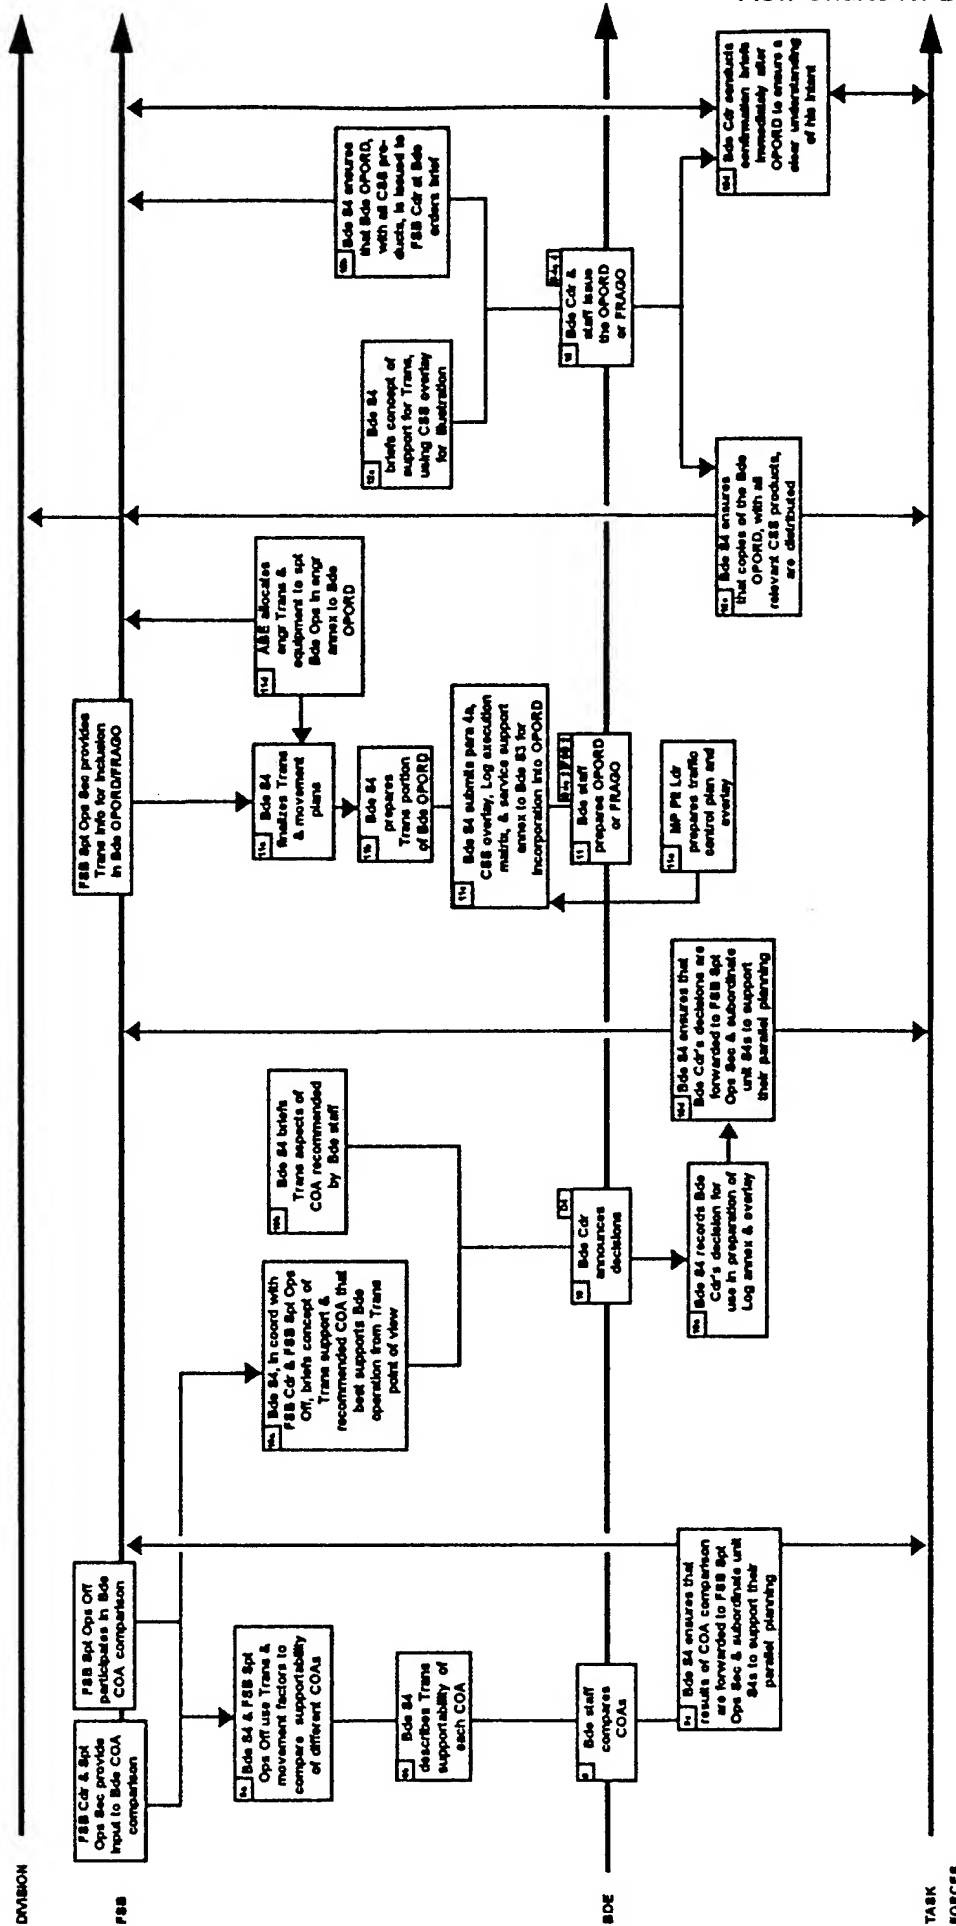 DIVISION
FSB
BDE
TASK
FORCES
FSB Cdr & Spt
Ops Sec provide
input to Bde COA
comparison
FSB Spt Ops Off
participates in Bde
COA comparison
9a Bde S4 & FSB Spt
Ops Off use Trans &
movement factors to
compare supportability
of different COAs
9b Bde S4
describes Trans
supportability of
each COA
9 Bde staff
compares
COAs
Bde S4 ensures that
results of COA comparison
are forwarded to FSB Spt
Ops Sec & subordinate unit
S4s to support their
parallel planning
10a Bde S4, in coord with
FSB Cdr & FSB Spt Ops
Off, briefs concept of
Trans support &
recommended COA that
best supports Bde
operation from Trans
point of view
10b Bde S4 briefs
Trans aspects of
COA recommended
by Bde staff
10 D4
Bde Cdr
announces
decisions
Bde S4 records Bde
Cdr's decision for
use in preparation of
Log annex & overlay
10d Bde S4 ensures that
Bde Cdr's decisions are
forwarded to FSB Spt
Ops Sec & subordinate
unit S4s to support
their parallel planning
FSB Spt Ops Sec provides
Trans info for inclusion
in Bde OPORD/FRAGO
11a Bde S4
finalizes Trans
& movement
plans
11b Bde S4
prepares
Trans portion
of Bde OPORD
11d ABE allocates
engr Trans &
equipment to spt
Bde Ops in engr
annex to Bde
OPORD
Bde S4 submits para 4a,
CSS overlay, Log execution
matrix, & service support
annex to Bde S3 for
incorporation into OPORD
11 Bde staff
prepares OPORD
or FRAGO
MP Plt Ldr
prepares traffic
control plan and
overlay
12a Bde S4
briefs concept of
support for Trans,
using CSS overlay
for illustration
Bde S4 ensures
that Bde OPORD,
with all CSS pro-
ducts, is issued to
FSB Cdr at Bde
orders brief
Bde Cdr &
staff issue
the OPORD
or FRAGO
Bde S4 ensures
that copies of the Bde
OPORD, with all
relevant CSS products,
are distributed
Bde Cdr conducts
confirmation briefs
immediately after
OPORD to ensure a
clear understanding
of his intent